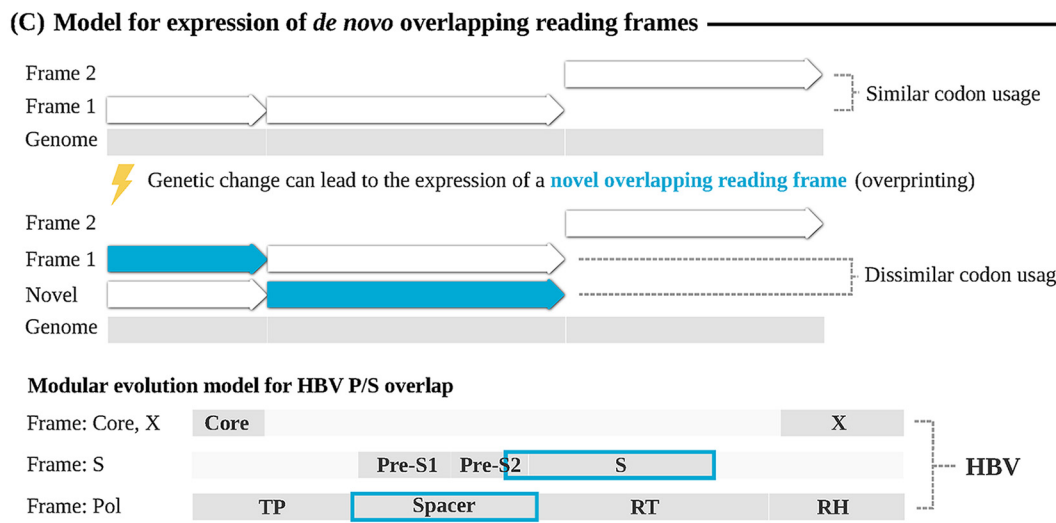 (C) Model for expression of de novo overlapping reading frames
Frame 2
Frame 1
Similar codon usage
Genome
Genetic change can lead to the expression of a novel overlapping reading frame (overprinting)
Frame 2
Frame 1
Dissimilar codon usag
Novel
Genome
Modular evolution model for HBV P/S overlap
Frame: Core, X Core X
Frame: S Pre-S1 Pre-S2 S
HBV
Frame: Pol TP Spacer RT RH